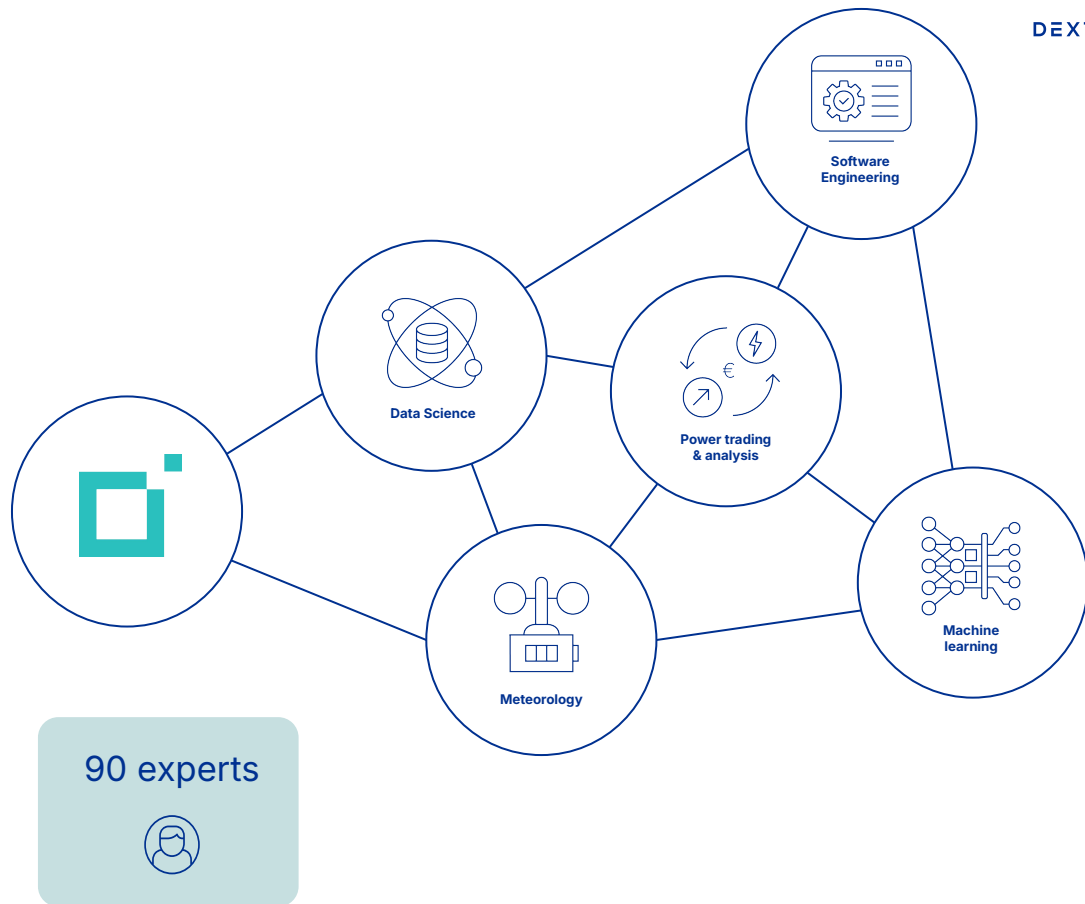 Software
Engineering
Data Science
€
Power trading
& analysis
Machine
learning
Meteorology
90 experts